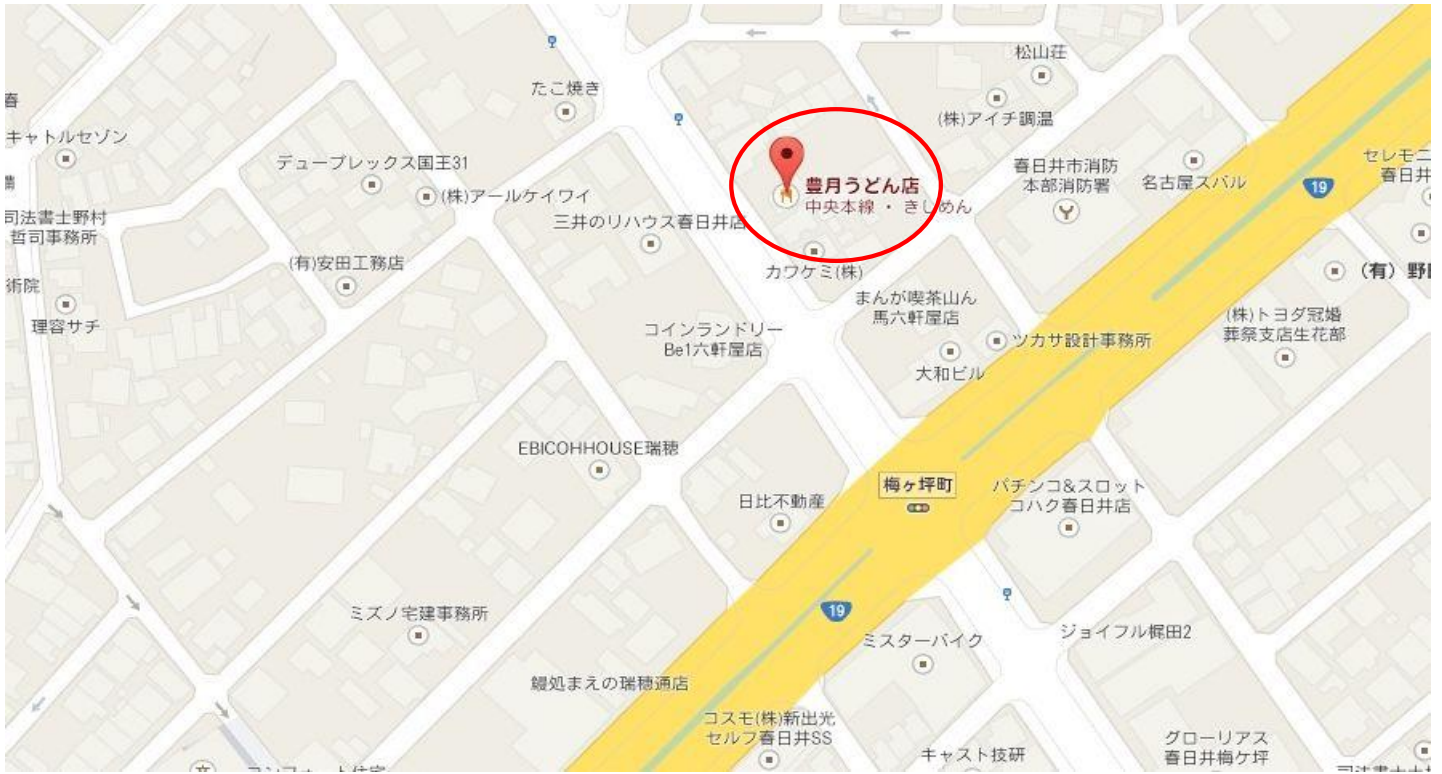 松山荘
たこ焼き
(株)アイチ調温
春
キャトルセゾン
デューブレックス国王31
春日井市消防
本部消防署
名古屋スバル
セレモニ
春日井
19
(株)アールケイワイ
豊月うどん店
中央本線・きしめん
司法書士野村
哲司事務所
三井のリハウス春日井店
(有)安田工務店
カワケミ(株)
(有)野
術院
理容サチ
まんが喫茶山ん
馬六軒屋店
(株)トヨダ冠婚
葬祭支店生花部
コインランドリー
Be1六軒屋店
ツカサ設計事務所
大和ビル
EBICOHHOUSE瑞穂
日比不動産
梅ヶ坪町
パチンコ&スロット
コハク春日井店
19
ミズノ宅建事務所
ミスターバイク
ジョイフル梶田2
鰻処まえの瑞穂通店
コスモ(株)新出光
セルフ春日井SS
キャスト技研
グローリアス
春日井梅ケ坪